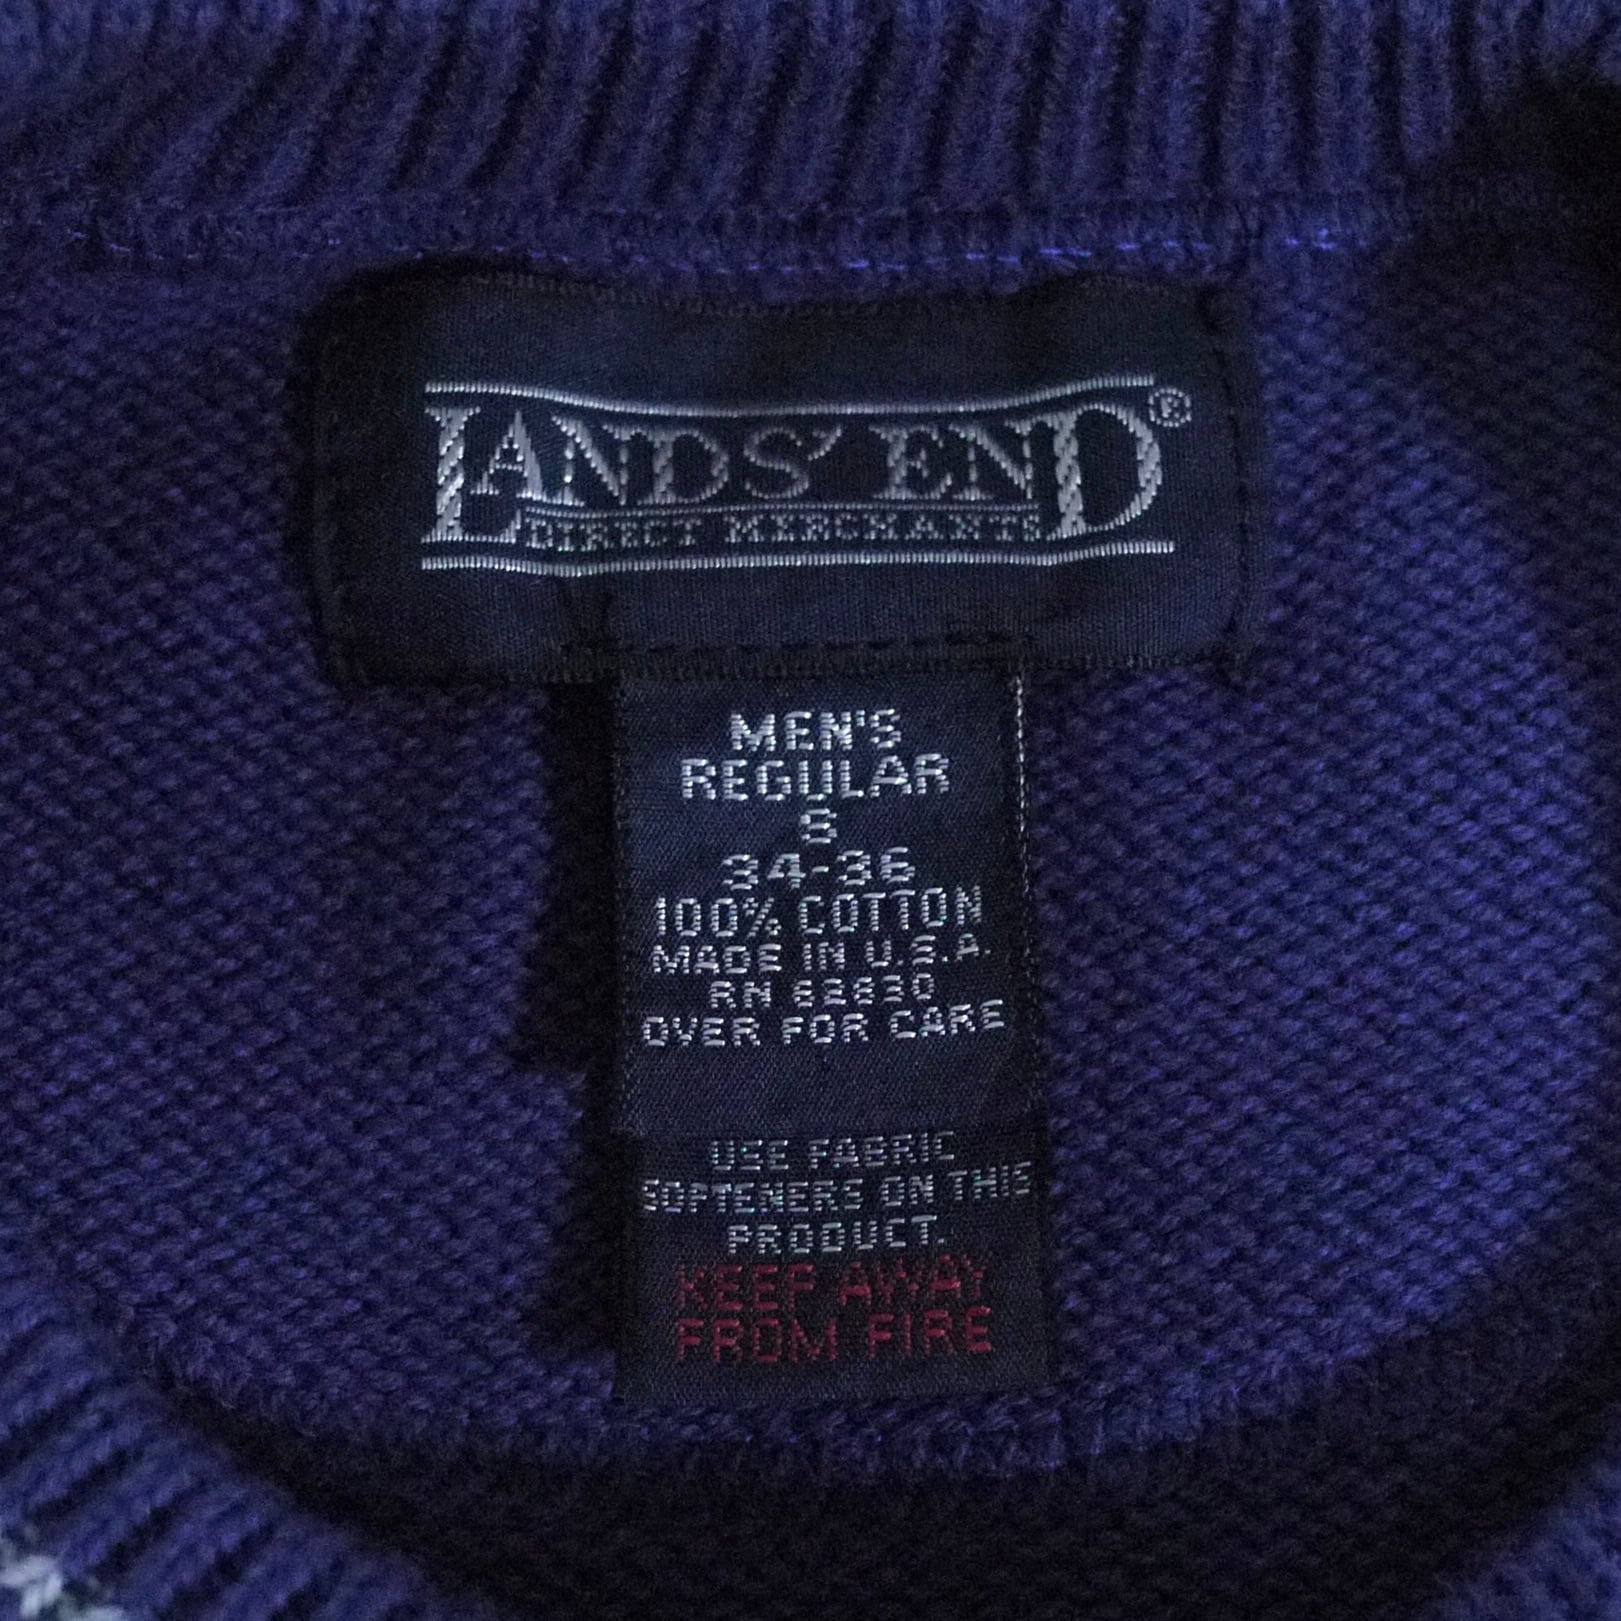 LANDS' END®
DIRECT MERCHANTS
MEN'S
REGULAR
S
34-36
100% COTTON
MADE IN U.S.A.
RN 62830
OVER FOR CARE
USE FABRIC
SOFTENERS ON THIS
PRODUCT.
KEEP AWAY
FROM FIRE